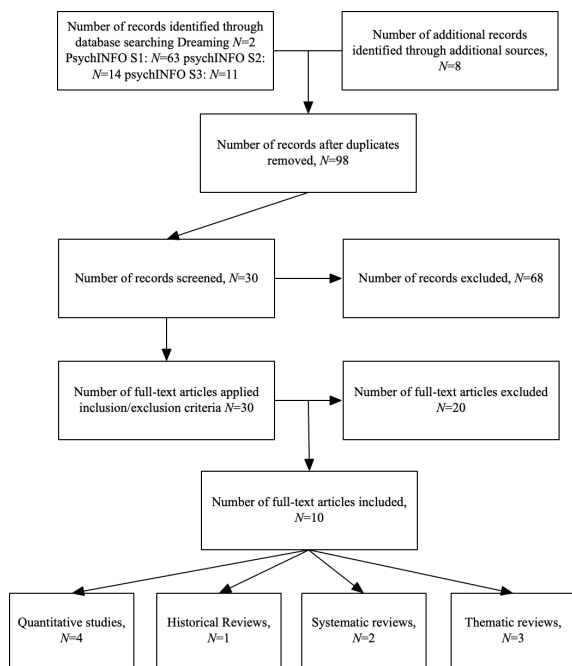 Number of records identified through
database searching Dreaming N=2
PsychINFO S1: N=63 psychINFO S2:
N=14 psychINFO S3: N=11
Number of additional records
identified through additional sources,
N=8
Number of records after duplicates
removed, N=98
Number of records screened, N=30
Number of records excluded, N=68
Number of full-text articles applied
inclusion/exclusion criteria N=30
Number of full-text articles excluded
N=20
Number of full-text articles included,
N=10
Quantitative studies,
N=4
Historical Reviews,
N=1
Systematic reviews,
N=2
Thematic reviews,
N=3